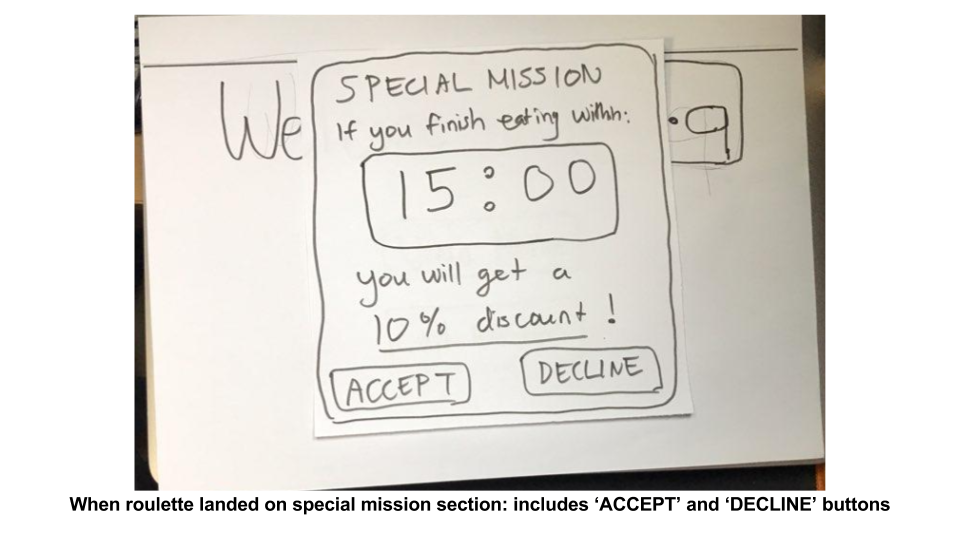 We
SPECIAL MISSION
If you finish eating withn:
15:00
you will get a
10% discount!
ACCEPT
DECLINE
When roulette landed on special mission section: includes ‘ACCEPT’ and ‘DECLINE’ buttons